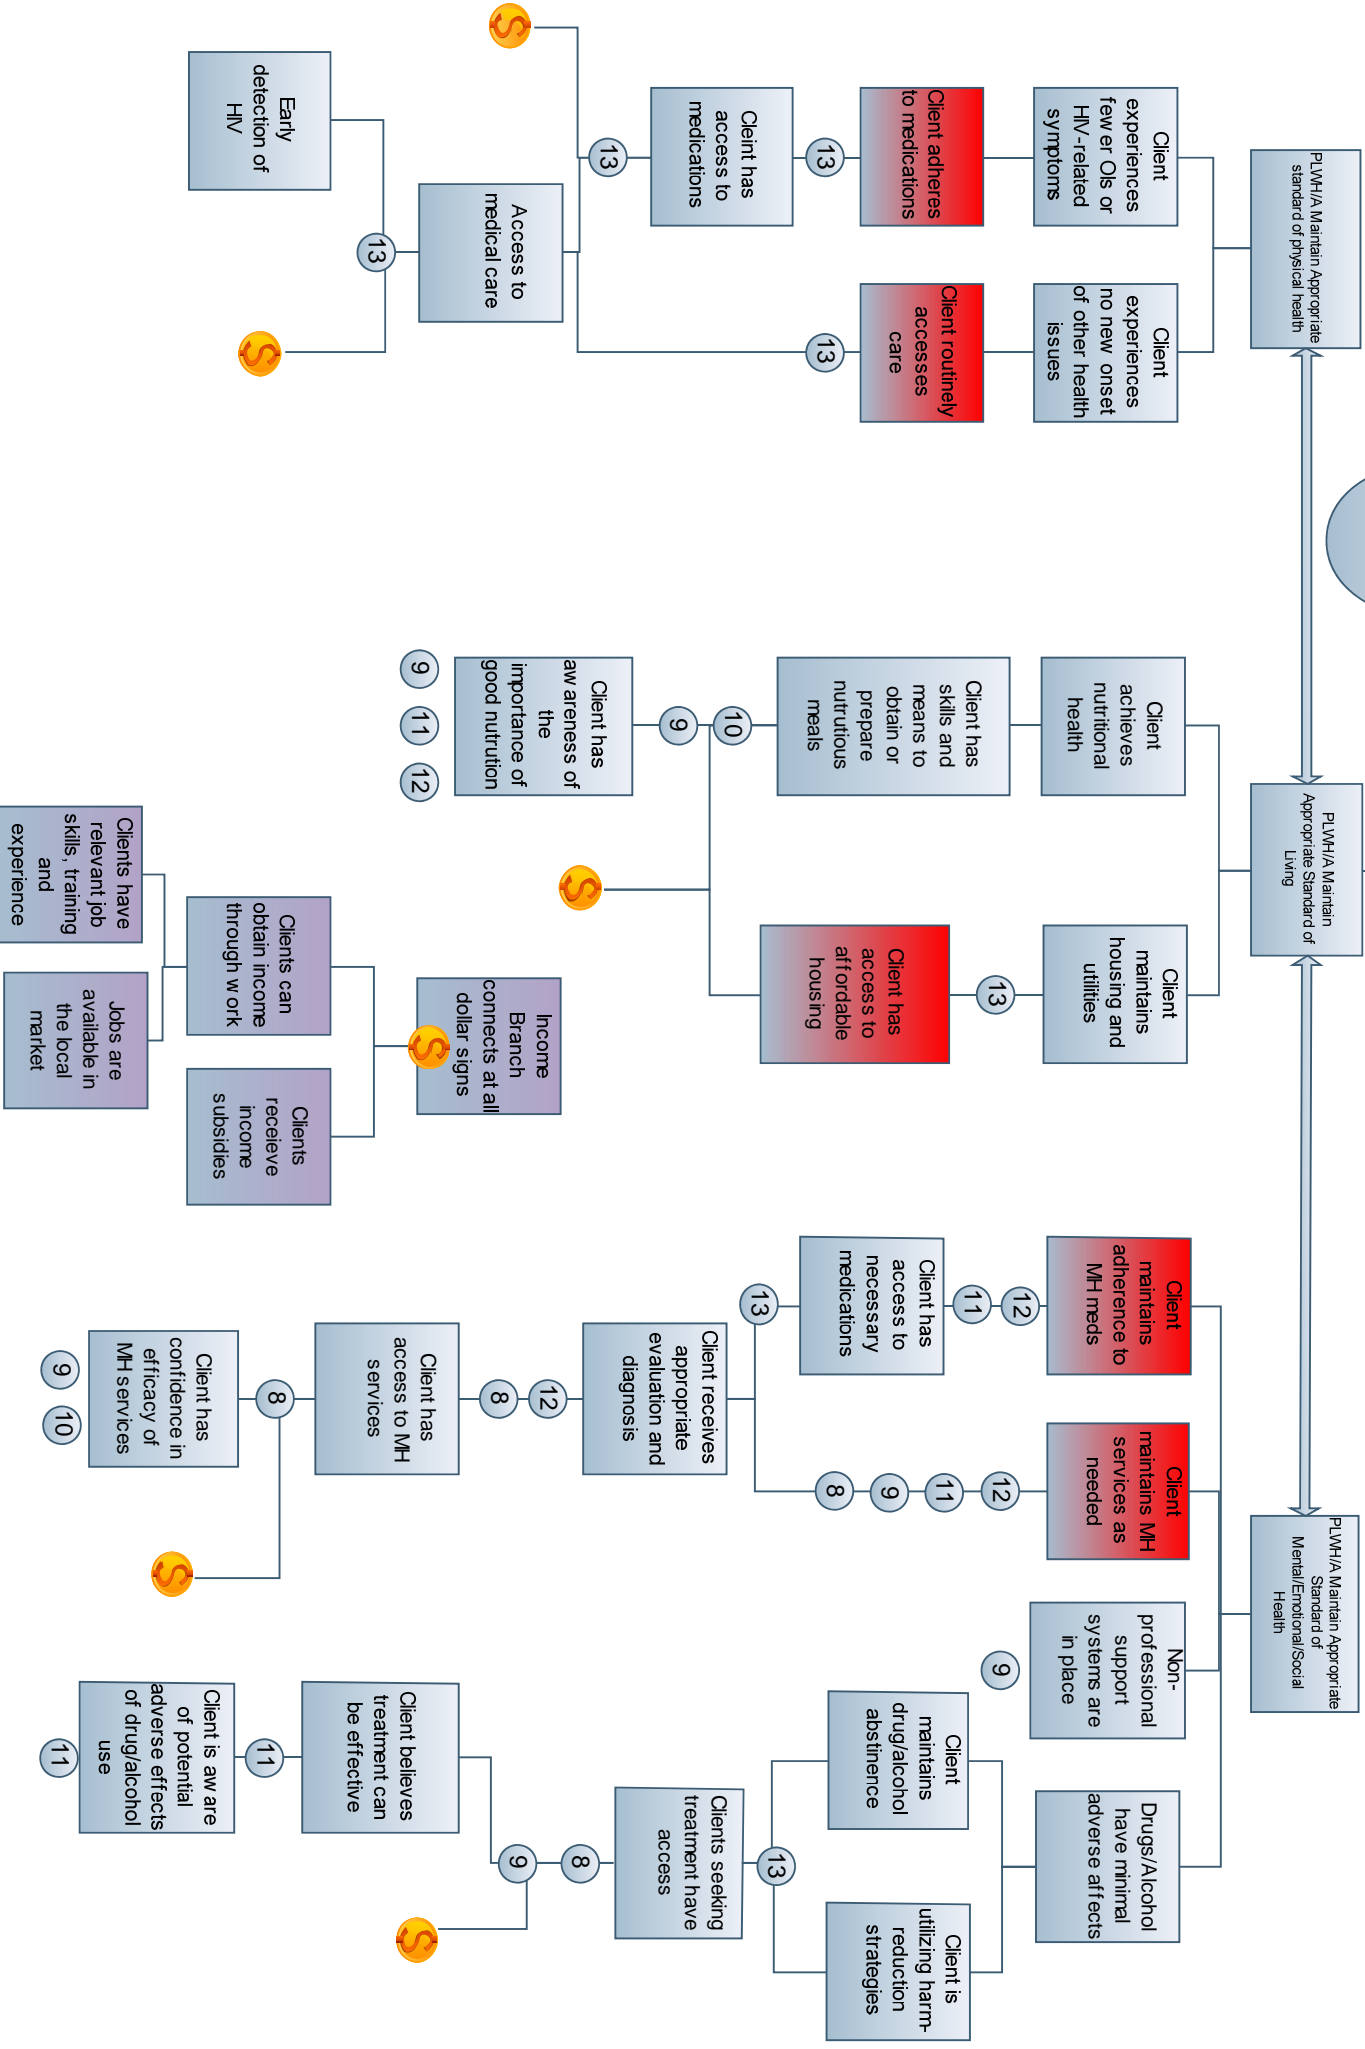 PLWH/A Maintain Appropriate
standard of physical health
Client
experiences
few er OIs or
HIV-related
symptoms
Client
experiences
no new onset
of other health
issues
Client adheres
to medications
Client routinely
accesses
care
13
13
Cleint has
access to
medications
13
$
Access to
medical care
13
Early
detection of
HIV
$
PLWH/A Maintain
Appropriate Standard of
Living
Client
achieves
nutritional
health
Client
maintains
housing and
utilities
13
Client has
skills and
means to
obtain or
prepare
nutrutious
meals
Client has
access to
affordable
housing
10
9
$
Client has
aw areness of
the
importance of
good nutrution
9
11
12
Income
Branch
connects at all
dollar signs
$
Clients can
obtain income
through w ork
Clients
receieve
income
subsidies
Clients have
relevant job
skills, training
and
experience
Jobs are
available in
the local
market
PLWH/A Maintain Appropriate
Standard of
Mental/Emotional/Social
Health
Client
maintains
adherence to
MH meds
Client
maintains MH
services as
needed
Non-
professional
support
systems are
in place
Drugs/Alcohol
have minimal
adverse affects
12
11
12
11
9
8
9
Client has
access to
necessary
medications
13
Client receives
appropriate
evaluation and
diagnosis
12
8
Client has
access to MH
services
8
$
Client has
confidence in
efficacy of
MH services
9
10
Client
maintains
drug/alcohol
abstinence
Client is
utilizing harm-
reduction
strategies
13
Clients seeking
treatment have
access
8
9
$
Client believes
treatment can
be effective
11
Client is aw are
of potential
adverse effects
of drug/alcohol
use
11